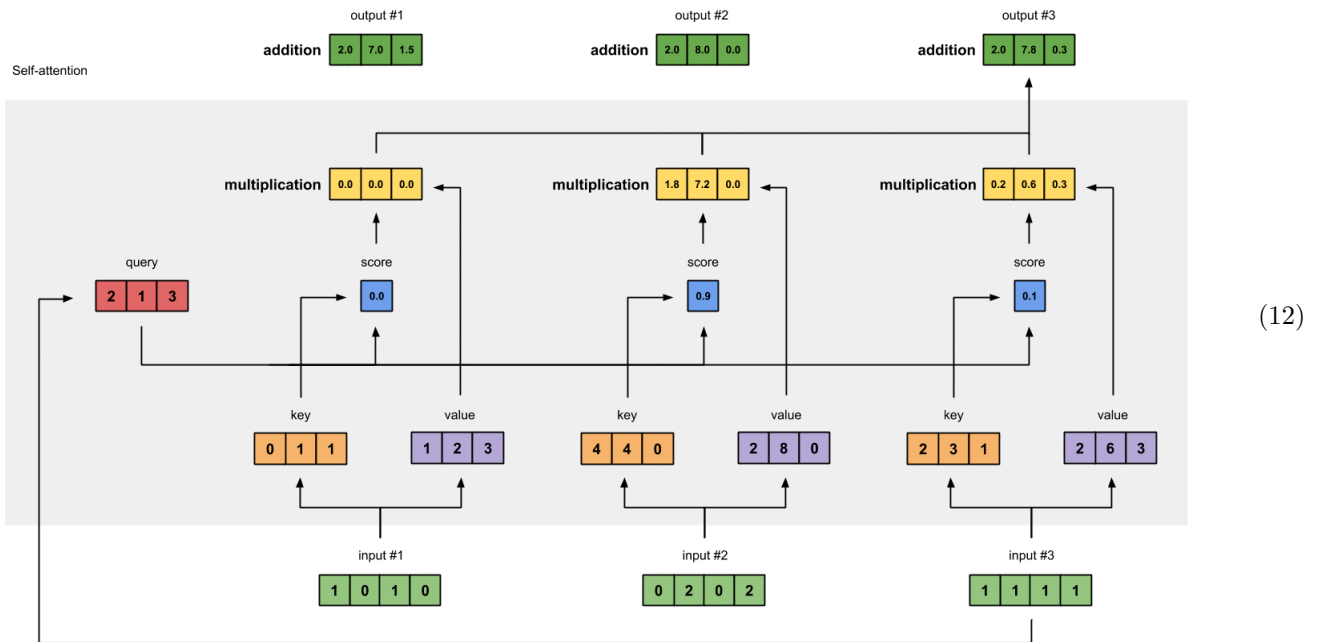 output #1 output #2 output #3
addition 2.0 7.0 1.5 addition 2.0 8.0 0.0 addition 2.0 7.8 0.3
Self-attention
multiplication 0.0 0.0 0.0 multiplication 1.8 7.2 0.0 multiplication 0.2 0.6 0.3
query score score score
2 1 3 0.0 0.9 0.1
(12)
key value key value key value
0 1 1 1 2 3 4 4 0 2 8 0 2 3 1 2 6 3
input #1 input #2 input #3
1 0 1 0 0 2 0 2 1 1 1 1